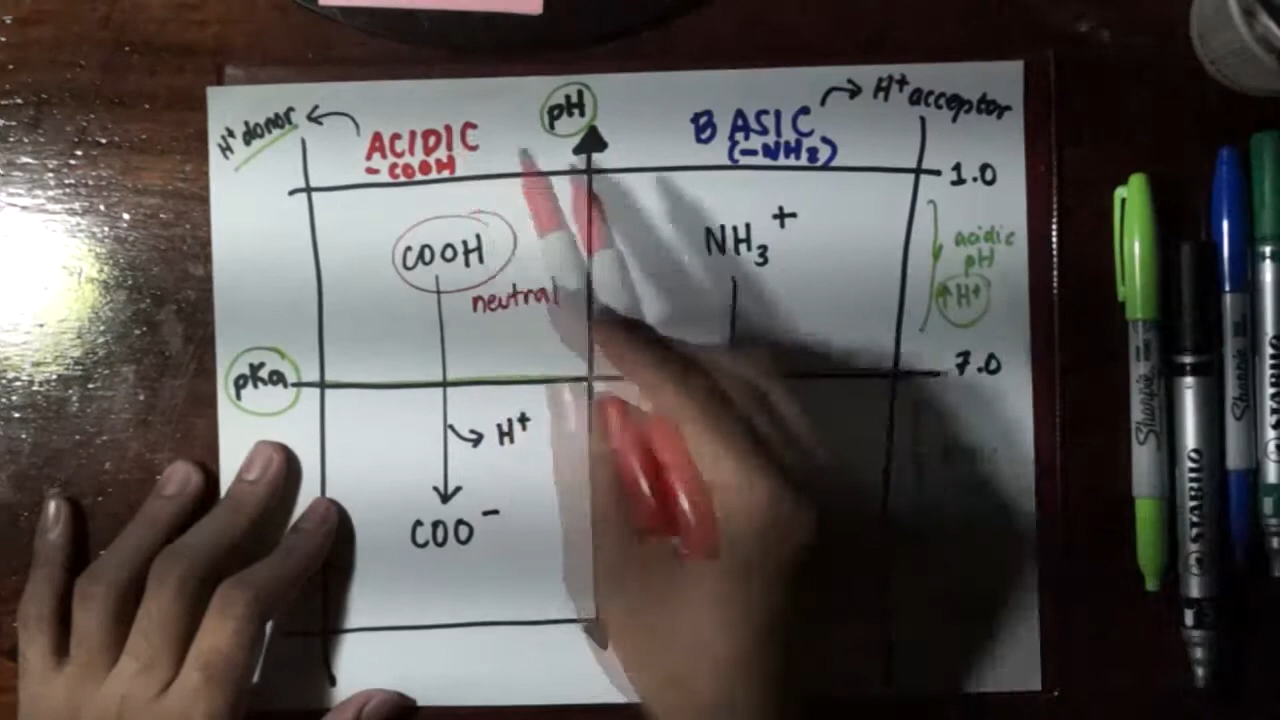 H+ donor
ACIDIC
-COOH
pH
BASIC
(-NH2)
H+ acceptor
1.0
COOH
neutral
NH3+
acidic
pH
↑ H+
pKa
7.0
H+
COO-
Sharpie
STABILO
Sharpie
STABILO